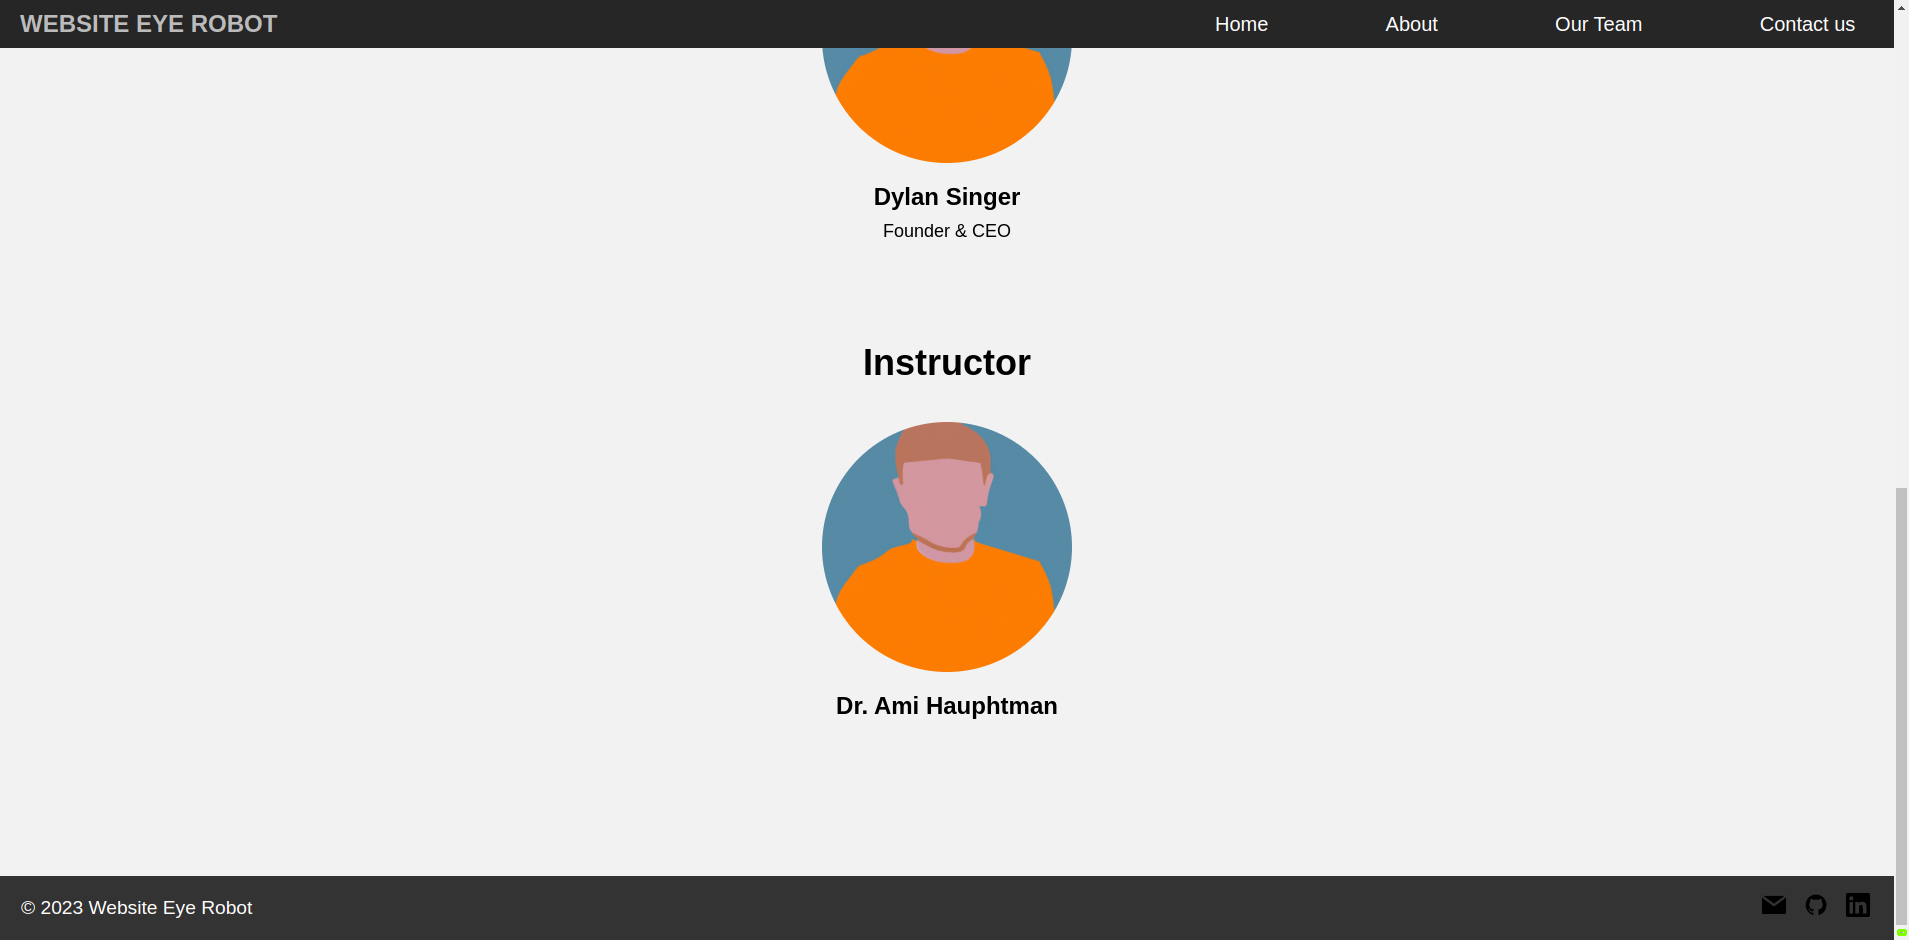 WEBSITE EYE ROBOT
Home
About
Our Team
Contact us
Dylan Singer
Founder & CEO
Instructor
Dr. Ami Hauphtman
© 2023 Website Eye Robot
in